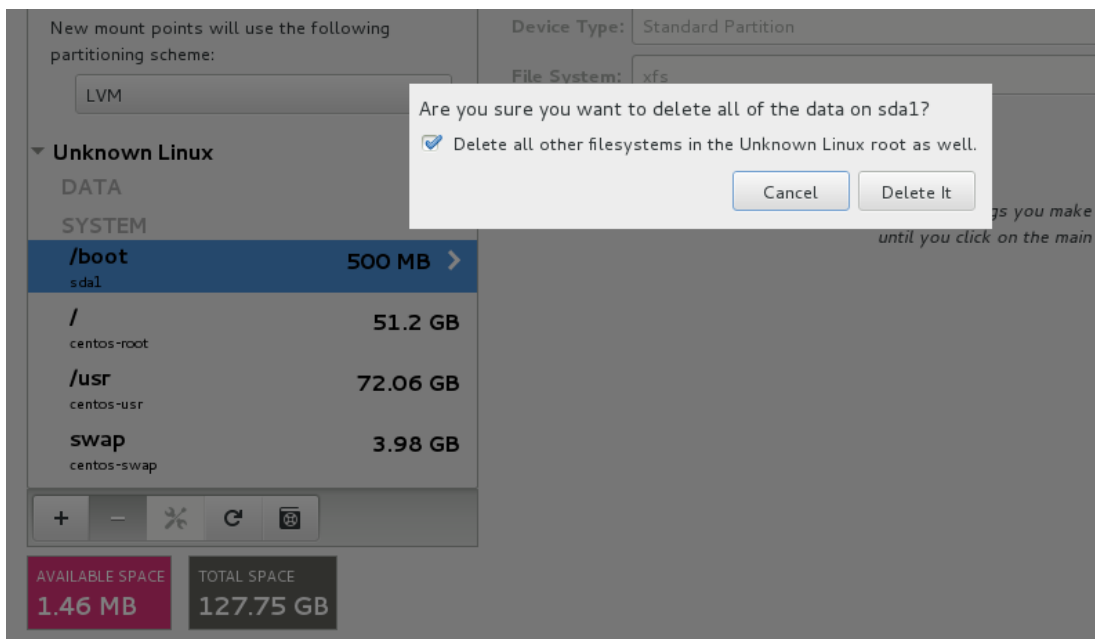 New mount points will use the following
partitioning scheme:
LVM
Unknown Linux
DATA
SYSTEM
/boot
500 MB
sda1
/
51.2 GB
centos-root
/usr
72.06 GB
centos-usr
swap
3.98 GB
centos-swap
AVAILABLE SPACE
1.46 MB
TOTAL SPACE
127.75 GB
Device Type:
Standard Partition
File System:
xfs
Are you sure you want to delete all of the data on sda1?
Delete all other filesystems in the Unknown Linux root as well.
Cancel
Delete It
you make
until you click on the main